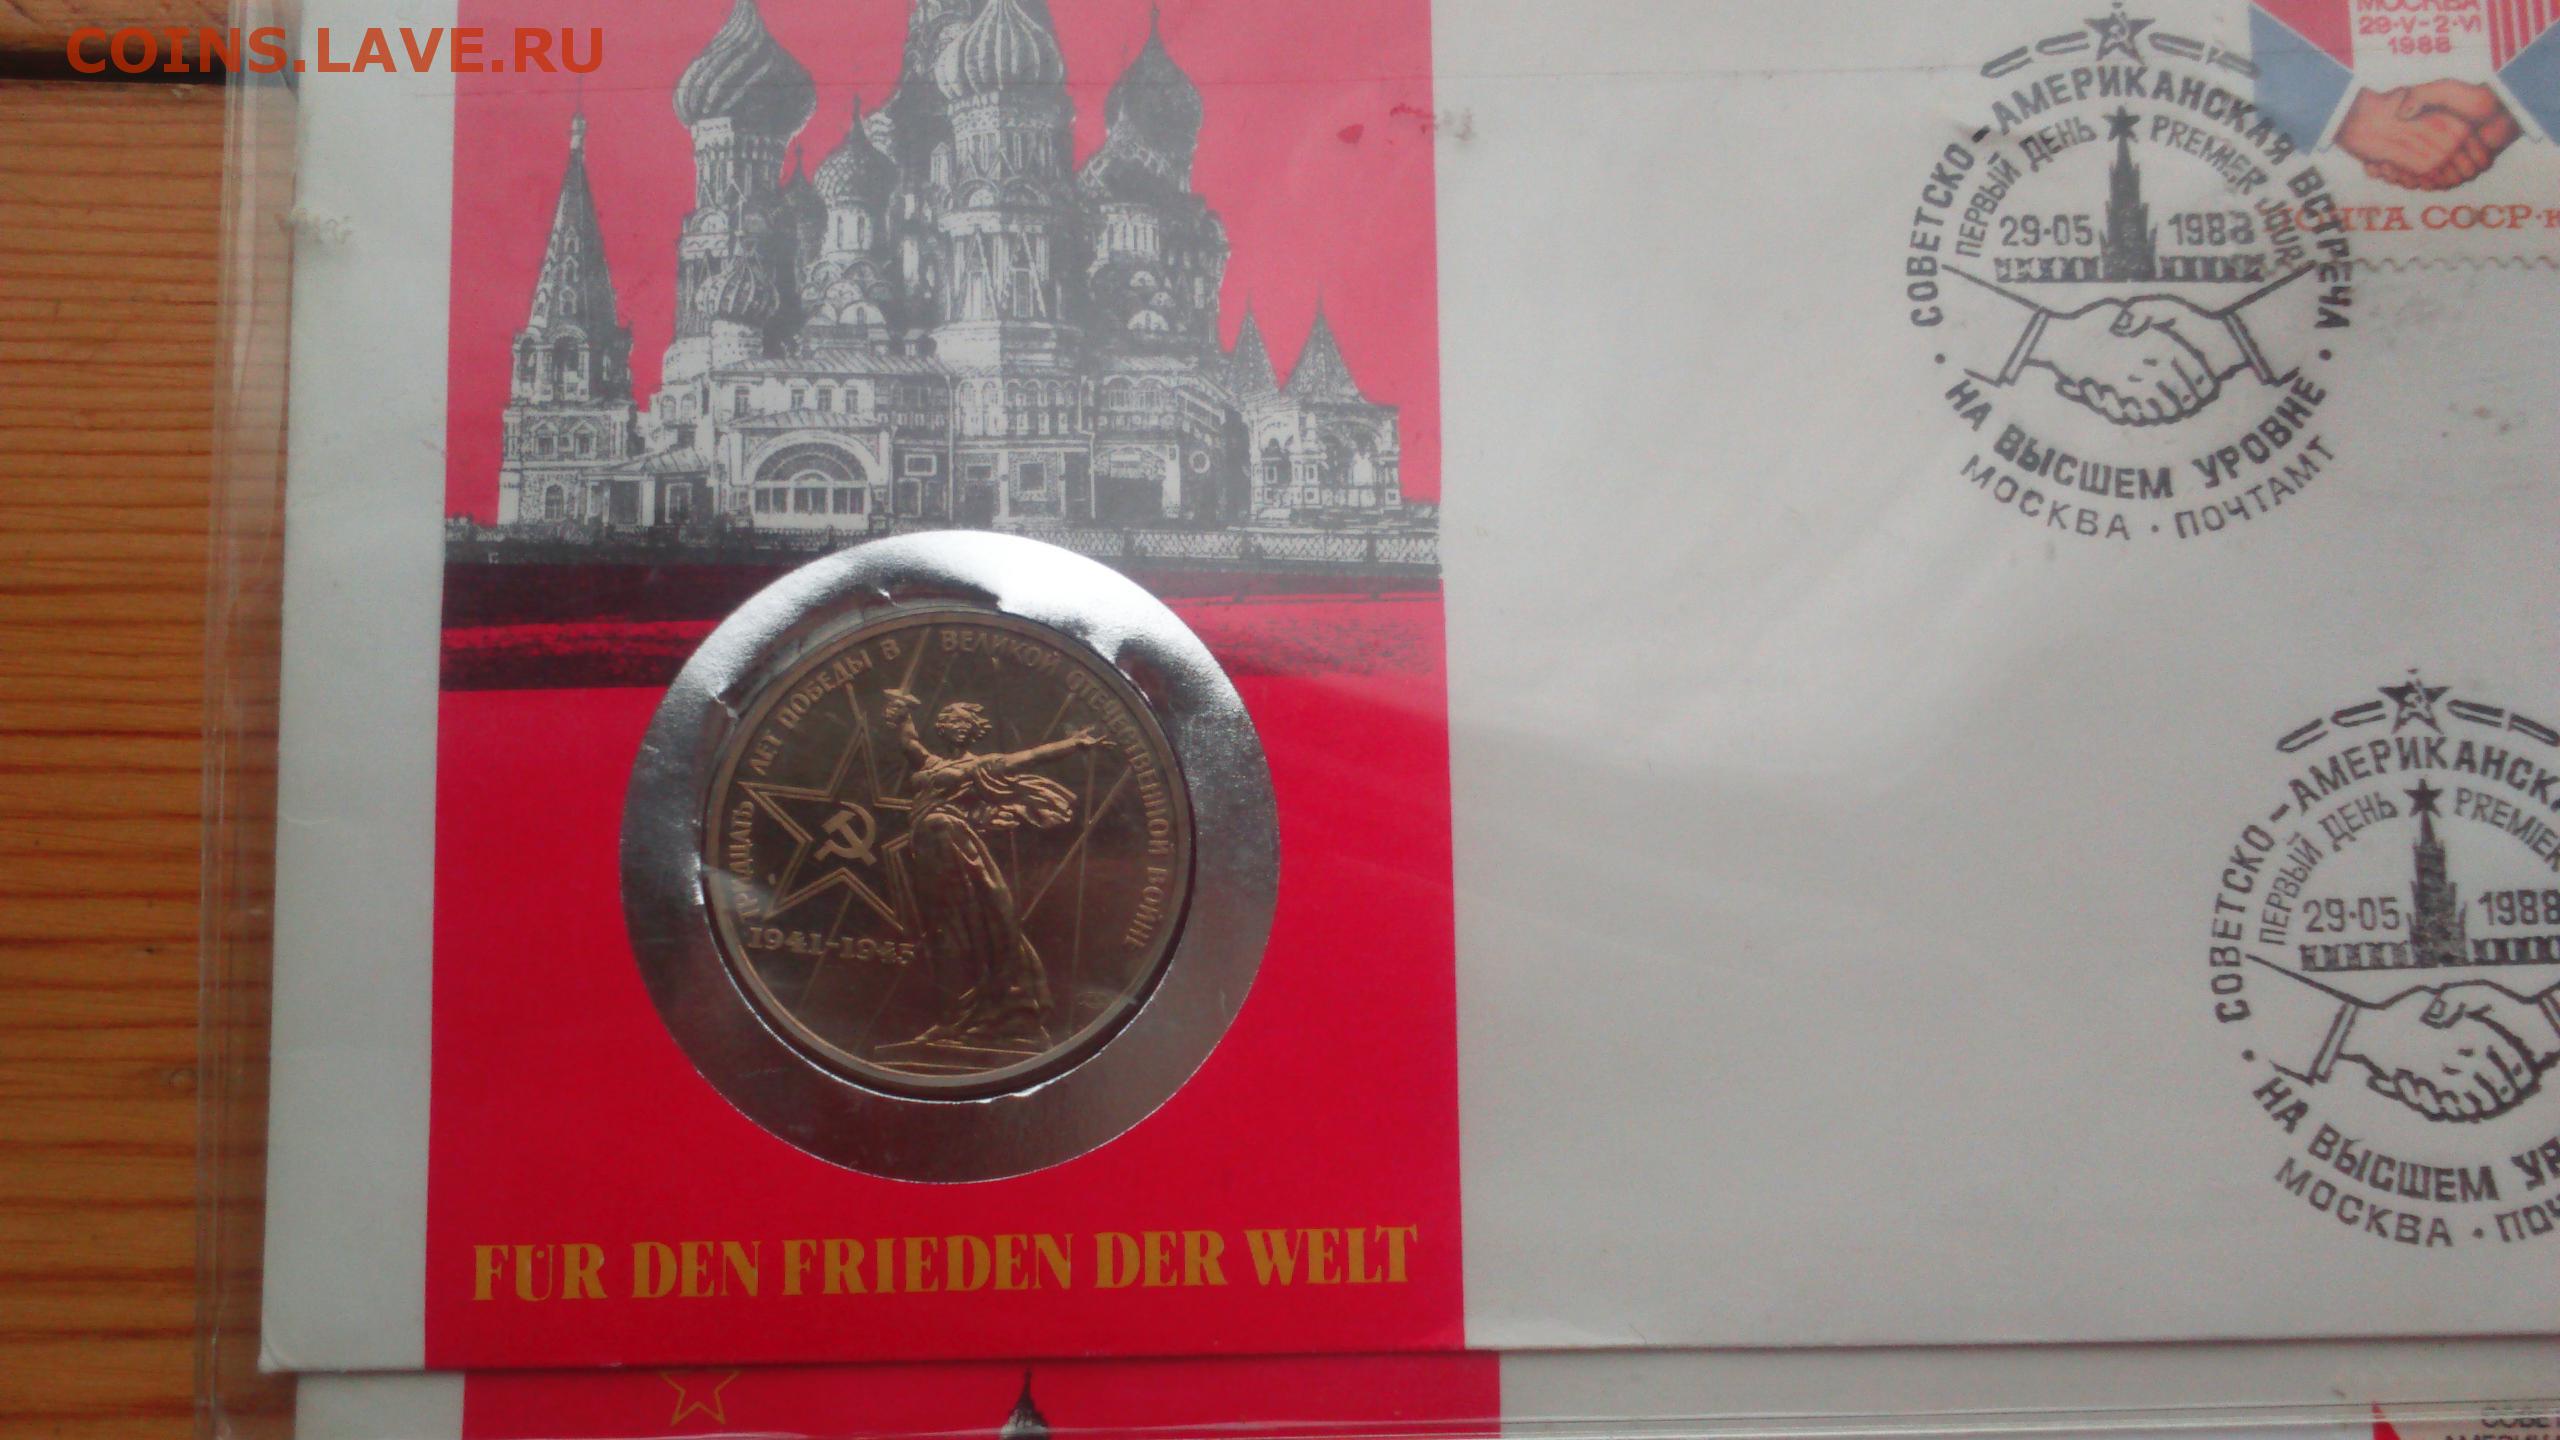 COINS.LAVE.RU
МОСКВА
29·V-2·VI
1988
СОВЕТСКО-АМЕРИКАНСКАЯ ВСТРЕЧА
ПЕРВЫЙ ДЕНЬ PREMIER JOUR
29·05 1988
· НА ВЫСШЕМ УРОВНЕ ·
МОСКВА · ПОЧТАМТ
ПОЧТА СССР
ТРИДЦАТЬ ЛЕТ ПОБЕДЫ В ВЕЛИКОЙ ОТЕЧЕСТВЕННОЙ ВОЙНЕ
1941-1945
СОВЕТСКО-АМЕРИКАНСКА
ПЕРВЫЙ ДЕНЬ PREMIER
29·05 1988
· НА ВЫСШЕМ УР
МОСКВА · ПОЧ
FÜR DEN FRIEDEN DER WELT